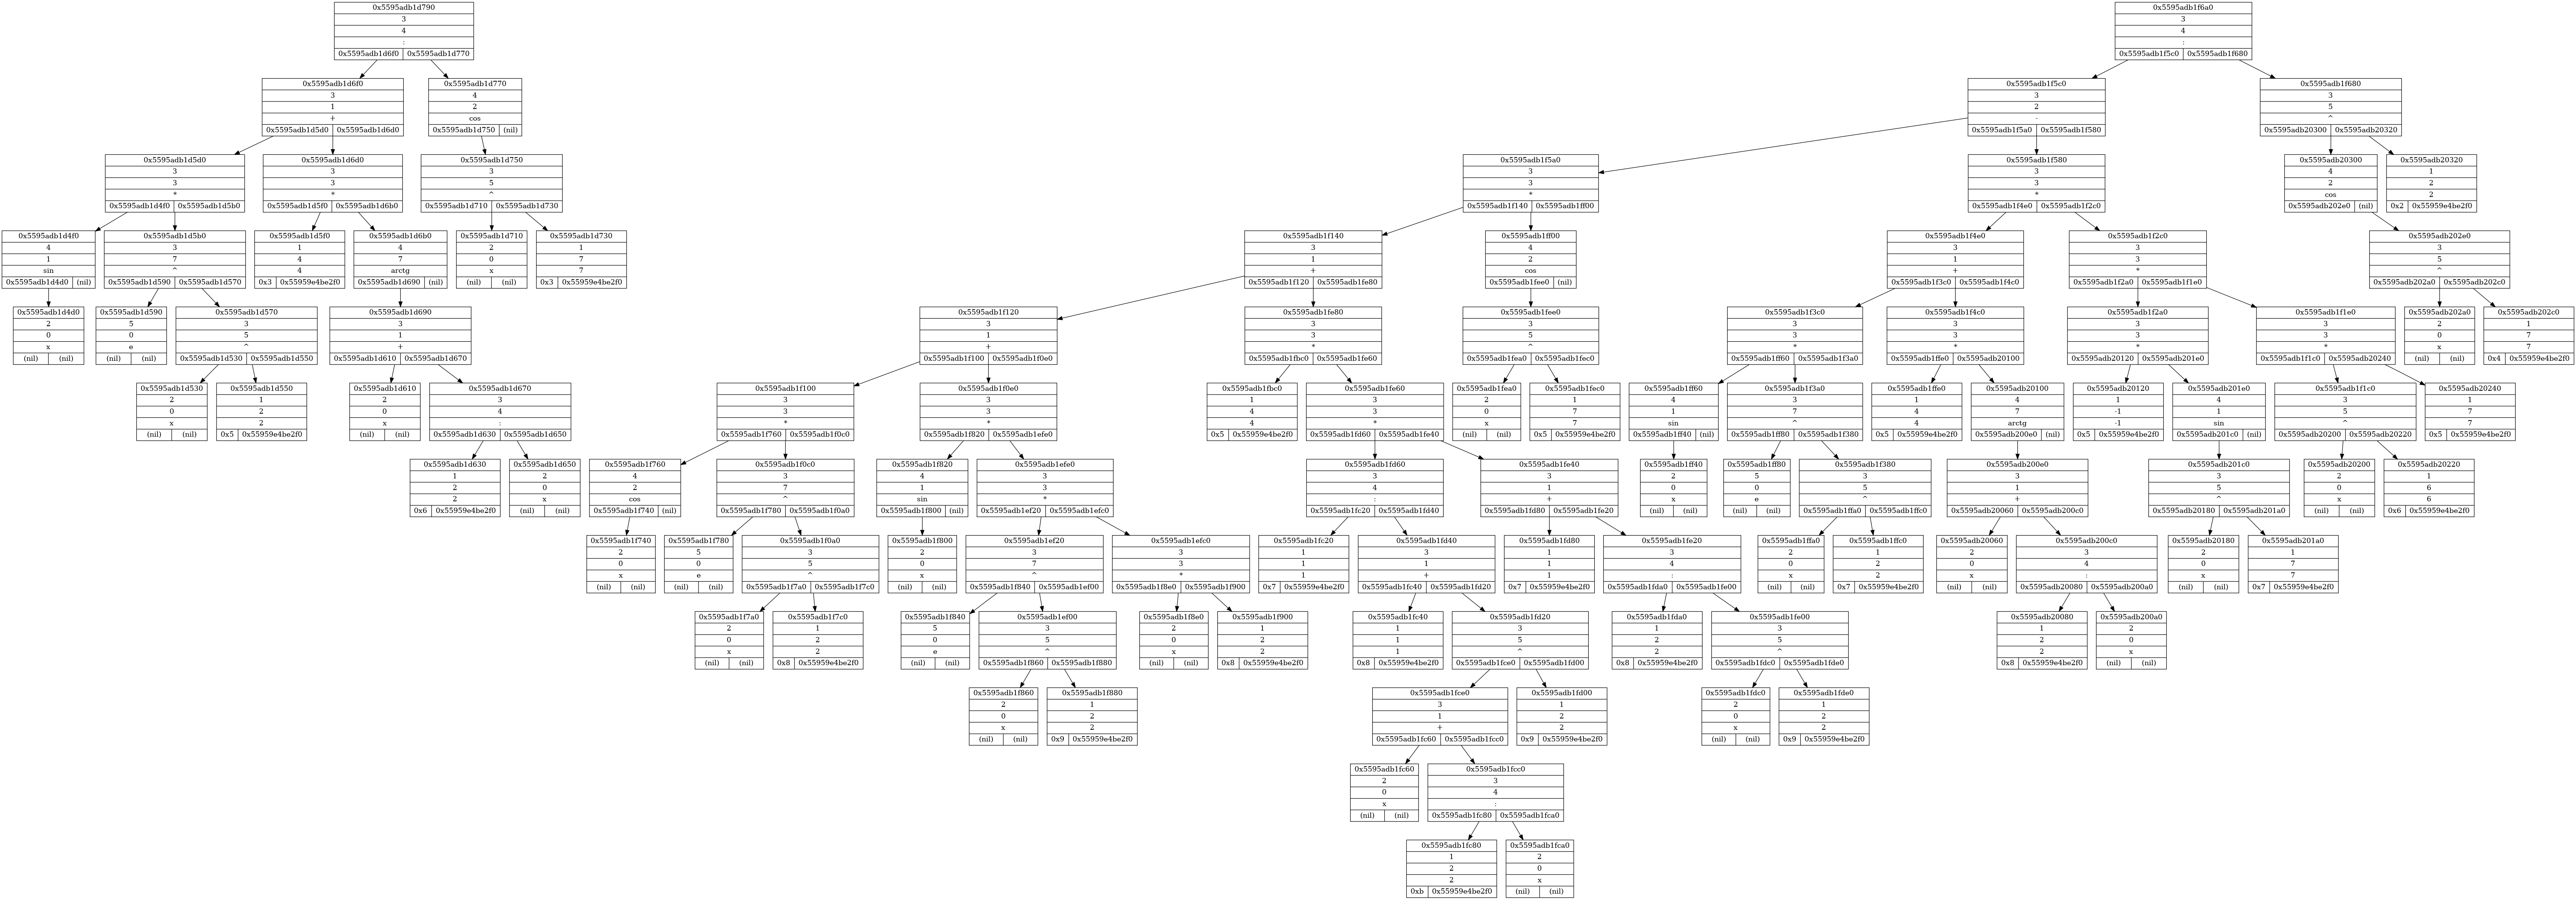 0x5595adb1d790
3
4
:
0x5595adb1d6f0 0x5595adb1d770
0x5595adb1f6a0
3
4
:
0x5595adb1f5c0 0x5595adb1f680
0x5595adb1d6f0
3
1
+
0x5595adb1d5d0 0x5595adb1d6d0
0x5595adb1d770
4
2
cos
0x5595adb1d750 (nil)
0x5595adb1f5c0
3
2
-
0x5595adb1f5a0 0x5595adb1f580
0x5595adb1f680
3
5
^
0x5595adb20300 0x5595adb20320
0x5595adb1d5d0
3
3
*
0x5595adb1d4f0 0x5595adb1d5b0
0x5595adb1d6d0
3
3
*
0x5595adb1d5f0 0x5595adb1d6b0
0x5595adb1d750
3
5
^
0x5595adb1d710 0x5595adb1d730
0x5595adb1f5a0
3
3
*
0x5595adb1f140 0x5595adb1ff00
0x5595adb1f580
3
3
*
0x5595adb1f4e0 0x5595adb1f2c0
0x5595adb20300
4
2
cos
0x5595adb202e0 (nil)
0x5595adb20320
1
2
2
0x2 0x55959e4be2f0
0x5595adb1d4f0
4
1
sin
0x5595adb1d4d0 (nil)
0x5595adb1d5b0
3
7
^
0x5595adb1d590 0x5595adb1d570
0x5595adb1d5f0
1
4
4
0x3 0x55959e4be2f0
0x5595adb1d6b0
4
7
arctg
0x5595adb1d690 (nil)
0x5595adb1d710
2
0
x
(nil) (nil)
0x5595adb1d730
1
7
7
0x3 0x55959e4be2f0
0x5595adb1f140
3
1
+
0x5595adb1f120 0x5595adb1fe80
0x5595adb1ff00
4
2
cos
0x5595adb1fee0 (nil)
0x5595adb1f4e0
3
1
+
0x5595adb1f3c0 0x5595adb1f4c0
0x5595adb1f2c0
3
3
*
0x5595adb1f2a0 0x5595adb1f1e0
0x5595adb202e0
3
5
^
0x5595adb202a0 0x5595adb202c0
0x5595adb1d4d0
2
0
x
(nil) (nil)
0x5595adb1d590
5
0
e
(nil) (nil)
0x5595adb1d570
3
5
^
0x5595adb1d530 0x5595adb1d550
0x5595adb1d690
3
1
+
0x5595adb1d610 0x5595adb1d670
0x5595adb1f120
3
1
+
0x5595adb1f100 0x5595adb1f0e0
0x5595adb1fe80
3
3
*
0x5595adb1fbc0 0x5595adb1fe60
0x5595adb1fee0
3
5
^
0x5595adb1fea0 0x5595adb1fec0
0x5595adb1f3c0
3
3
*
0x5595adb1ff60 0x5595adb1f3a0
0x5595adb1f4c0
3
3
*
0x5595adb1ffe0 0x5595adb20100
0x5595adb1f2a0
3
3
*
0x5595adb20120 0x5595adb201e0
0x5595adb1f1e0
3
3
*
0x5595adb1f1c0 0x5595adb20240
0x5595adb202a0
2
0
x
(nil) (nil)
0x5595adb202c0
1
7
7
0x4 0x55959e4be2f0
0x5595adb1d530
2
0
x
(nil) (nil)
0x5595adb1d550
1
2
2
0x5 0x55959e4be2f0
0x5595adb1d610
2
0
x
(nil) (nil)
0x5595adb1d670
3
4
:
0x5595adb1d630 0x5595adb1d650
0x5595adb1f100
3
3
*
0x5595adb1f760 0x5595adb1f0c0
0x5595adb1f0e0
3
3
*
0x5595adb1f820 0x5595adb1efe0
0x5595adb1fbc0
1
4
4
0x5 0x55959e4be2f0
0x5595adb1fe60
3
3
*
0x5595adb1fd60 0x5595adb1fe40
0x5595adb1fea0
2
0
x
(nil) (nil)
0x5595adb1fec0
1
7
7
0x5 0x55959e4be2f0
0x5595adb1ff60
4
1
sin
0x5595adb1ff40 (nil)
0x5595adb1f3a0
3
7
^
0x5595adb1ff80 0x5595adb1f380
0x5595adb1ffe0
1
4
4
0x5 0x55959e4be2f0
0x5595adb20100
4
7
arctg
0x5595adb200e0 (nil)
0x5595adb20120
1
-1
-1
0x5 0x55959e4be2f0
0x5595adb201e0
4
1
sin
0x5595adb201c0 (nil)
0x5595adb1f1c0
3
5
^
0x5595adb20200 0x5595adb20220
0x5595adb20240
1
7
7
0x5 0x55959e4be2f0
0x5595adb1d630
1
2
2
0x6 0x55959e4be2f0
0x5595adb1d650
2
0
x
(nil) (nil)
0x5595adb1f760
4
2
cos
0x5595adb1f740 (nil)
0x5595adb1f0c0
3
7
^
0x5595adb1f780 0x5595adb1f0a0
0x5595adb1f820
4
1
sin
0x5595adb1f800 (nil)
0x5595adb1efe0
3
3
*
0x5595adb1ef20 0x5595adb1efc0
0x5595adb1fd60
3
4
:
0x5595adb1fc20 0x5595adb1fd40
0x5595adb1fe40
3
1
+
0x5595adb1fd80 0x5595adb1fe20
0x5595adb1ff40
2
0
x
(nil) (nil)
0x5595adb1ff80
5
0
e
(nil) (nil)
0x5595adb1f380
3
5
^
0x5595adb1ffa0 0x5595adb1ffc0
0x5595adb200e0
3
1
+
0x5595adb20060 0x5595adb200c0
0x5595adb201c0
3
5
^
0x5595adb20180 0x5595adb201a0
0x5595adb20200
2
0
x
(nil) (nil)
0x5595adb20220
1
6
6
0x6 0x55959e4be2f0
0x5595adb1f740
2
0
x
(nil) (nil)
0x5595adb1f780
5
0
e
(nil) (nil)
0x5595adb1f0a0
3
5
^
0x5595adb1f7a0 0x5595adb1f7c0
0x5595adb1f800
2
0
x
(nil) (nil)
0x5595adb1ef20
3
7
^
0x5595adb1f840 0x5595adb1ef00
0x5595adb1efc0
3
3
*
0x5595adb1f8e0 0x5595adb1f900
0x5595adb1fc20
1
1
1
0x7 0x55959e4be2f0
0x5595adb1fd40
3
1
+
0x5595adb1fc40 0x5595adb1fd20
0x5595adb1fd80
1
1
1
0x7 0x55959e4be2f0
0x5595adb1fe20
3
4
:
0x5595adb1fda0 0x5595adb1fe00
0x5595adb1ffa0
2
0
x
(nil) (nil)
0x5595adb1ffc0
1
2
2
0x7 0x55959e4be2f0
0x5595adb20060
2
0
x
(nil) (nil)
0x5595adb200c0
3
4
:
0x5595adb20080 0x5595adb200a0
0x5595adb20180
2
0
x
(nil) (nil)
0x5595adb201a0
1
7
7
0x7 0x55959e4be2f0
0x5595adb1f7a0
2
0
x
(nil) (nil)
0x5595adb1f7c0
1
2
2
0x8 0x55959e4be2f0
0x5595adb1f840
5
0
e
(nil) (nil)
0x5595adb1ef00
3
5
^
0x5595adb1f860 0x5595adb1f880
0x5595adb1f8e0
2
0
x
(nil) (nil)
0x5595adb1f900
1
2
2
0x8 0x55959e4be2f0
0x5595adb1fc40
1
1
1
0x8 0x55959e4be2f0
0x5595adb1fd20
3
5
^
0x5595adb1fce0 0x5595adb1fd00
0x5595adb1fda0
1
2
2
0x8 0x55959e4be2f0
0x5595adb1fe00
3
5
^
0x5595adb1fdc0 0x5595adb1fde0
0x5595adb20080
1
2
2
0x8 0x55959e4be2f0
0x5595adb200a0
2
0
x
(nil) (nil)
0x5595adb1f860
2
0
x
(nil) (nil)
0x5595adb1f880
1
2
2
0x9 0x55959e4be2f0
0x5595adb1fce0
3
1
+
0x5595adb1fc60 0x5595adb1fcc0
0x5595adb1fd00
1
2
2
0x9 0x55959e4be2f0
0x5595adb1fdc0
2
0
x
(nil) (nil)
0x5595adb1fde0
1
2
2
0x9 0x55959e4be2f0
0x5595adb1fc60
2
0
x
(nil) (nil)
0x5595adb1fcc0
3
4
:
0x5595adb1fc80 0x5595adb1fca0
0x5595adb1fc80
1
2
2
0xb 0x55959e4be2f0
0x5595adb1fca0
2
0
x
(nil) (nil)